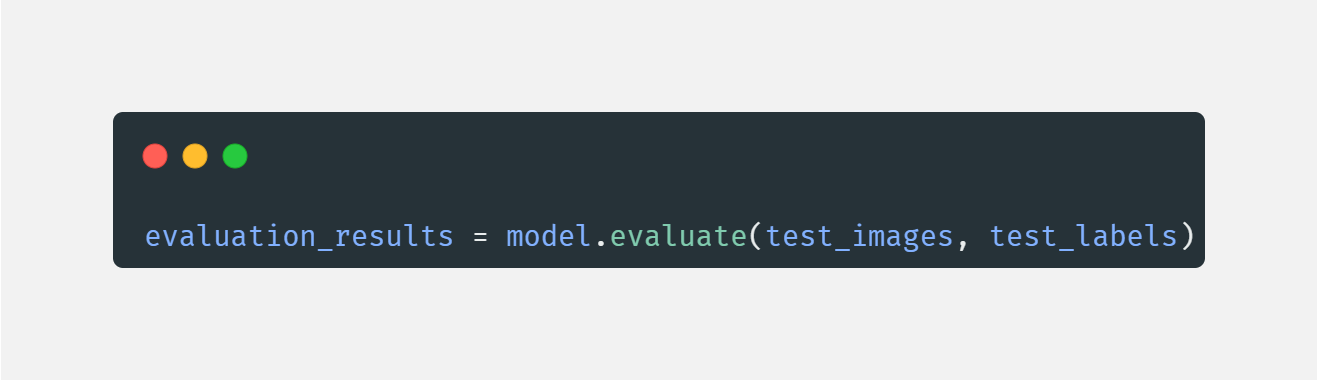 evaluation_results = model.evaluate(test_images, test_labels)